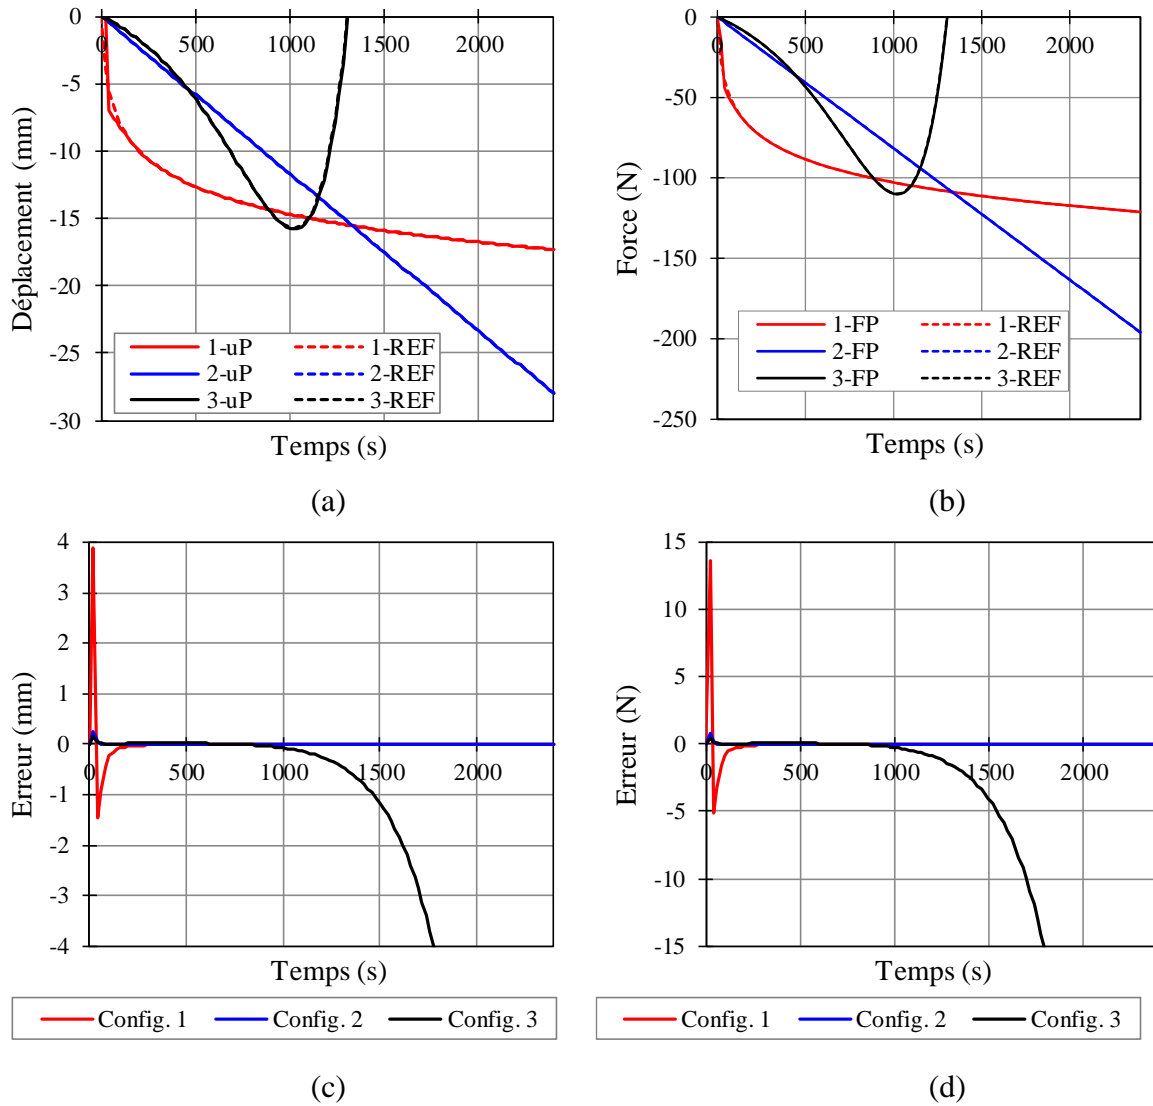 0
-5
-10
-15
-20
-25
-30
0 500 1000 1500 2000
Déplacement (mm)
Temps (s)
1-uP 1-REF
2-uP 2-REF
3-uP 3-REF
(a)
0
-50
-100
-150
-200
-250
0 500 1000 1500 2000
Force (N)
Temps (s)
1-FP 1-REF
2-FP 2-REF
3-FP 3-REF
(b)
4
3
2
1
0
-1
-2
-3
-4
0 500 1000 1500 2000
Erreur (mm)
Temps (s)
Config. 1 Config. 2 Config. 3
(c)
15
10
5
0
-5
-10
-15
0 500 1000 1500 2000
Erreur (N)
Temps (s)
Config. 1 Config. 2 Config. 3
(d)